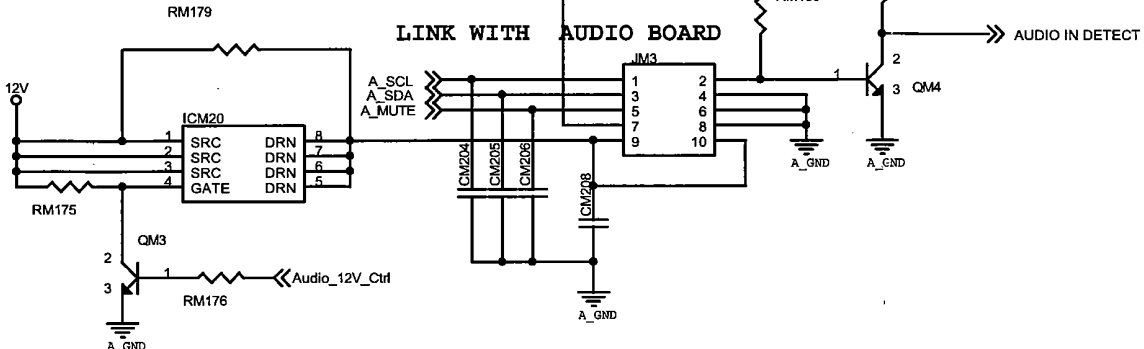 RM179
LINK WITH AUDIO BOARD
AUDIO IN DETECT
JM3
12V
A_SCL
A_SDA
A_MUTE
1 2
3 4
5 6
7 8
9 10
1
2
3
QM4
A_GND
A_GND
ICM20
1 SRC DRN 8
2 SRC DRN 7
3 SRC DRN 6
4 GATE DRN 5
CM204
CM205
CM206
CM208
RM175
QM3
2
1
3
RM176
Audio_12V_Ctrl
A_GND
A_GND